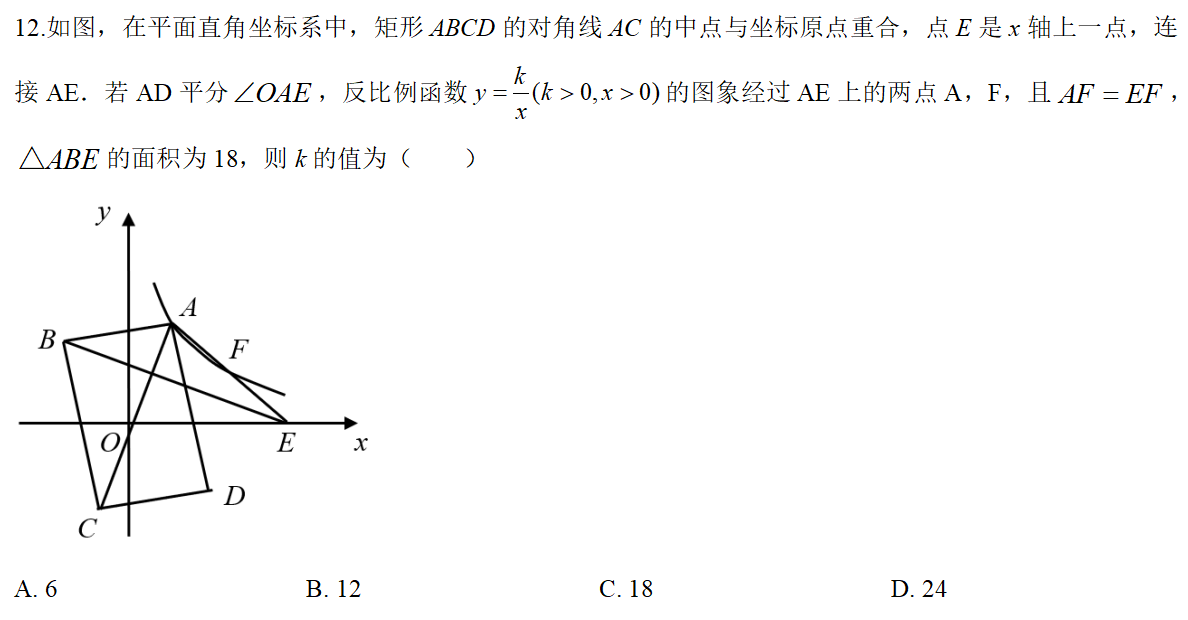 12.如图，在平面直角坐标系中，矩形 ABCD 的对角线 AC 的中点与坐标原点重合，点 E 是 x 轴上一点，连
接 AE．若 AD 平分∠OAE，反比例函数 y = k/x (k > 0, x > 0) 的图象经过 AE 上的两点 A，F，且 AF = EF，
△ABE 的面积为 18，则 k 的值为（　　）
y
A
B
F
O
E
x
D
C
A. 6 B. 12 C. 18 D. 24